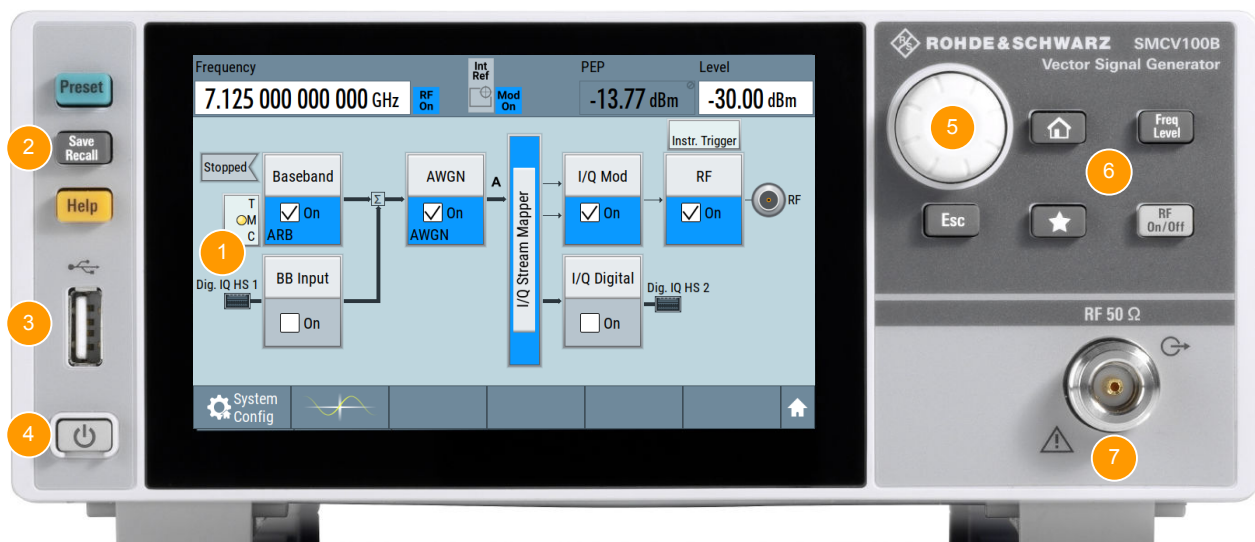 ROHDE&SCHWARZ SMCV100B
Vector Signal Generator
Preset
2
Save
Recall
Help
3
4
Frequency
Int
Ref
PEP
Level
7.125 000 000 000 GHz
RF
On
Mod
On
-13.77 dBm
-30.00 dBm
Instr. Trigger
Stopped
Baseband
AWGN
A
I/Q Mod
RF
T
M
C
On
ARB
Σ
On
AWGN
I/Q Stream Mapper
On
On
RF
1
Dig. IQ HS 1
BB Input
On
I/Q Digital
On
Dig. IQ HS 2
System
Config
5
Freq
Level
6
Esc
RF
On/Off
RF 50 Ω
7